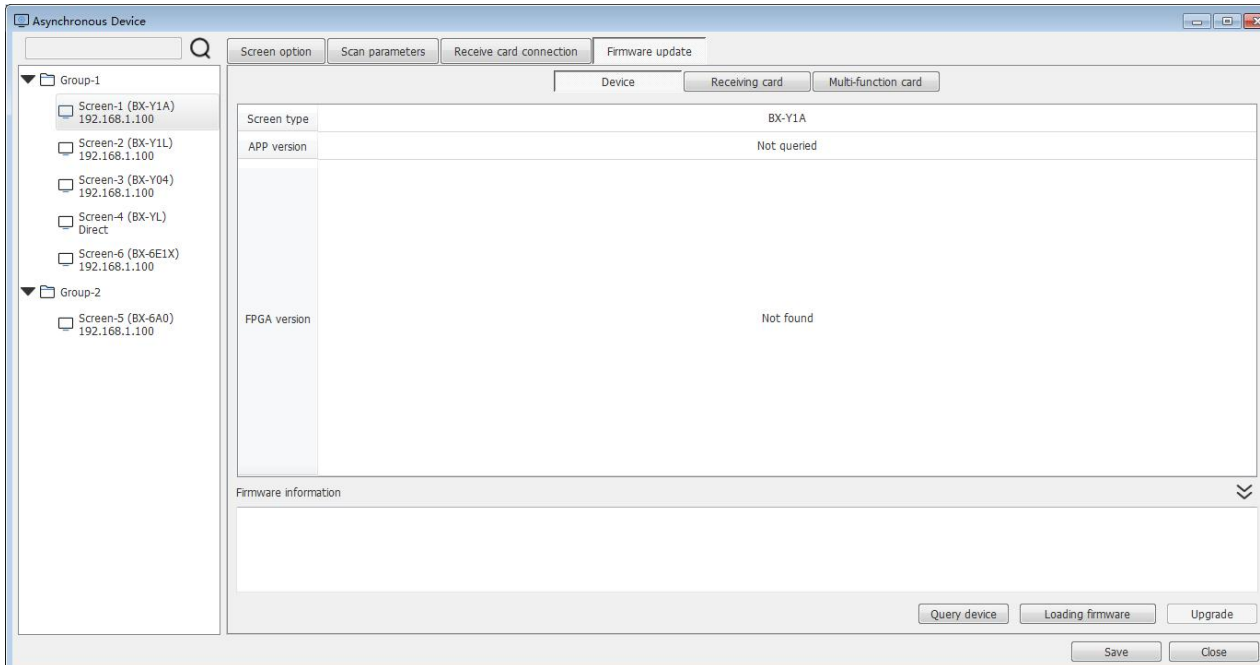 Asynchronous Device
Screen option
Scan parameters
Receive card connection
Firmware update
Group-1
Screen-1 (BX-Y1A)
192.168.1.100
Screen-2 (BX-Y1L)
192.168.1.100
Screen-3 (BX-Y04)
192.168.1.100
Screen-4 (BX-YL)
Direct
Screen-6 (BX-6E1X)
192.168.1.100
Group-2
Screen-5 (BX-6A0)
192.168.1.100
Device
Receiving card
Multi-function card
Screen type
BX-Y1A
APP version
Not queried
FPGA version
Not found
Firmware information
Query device
Loading firmware
Upgrade
Save
Close